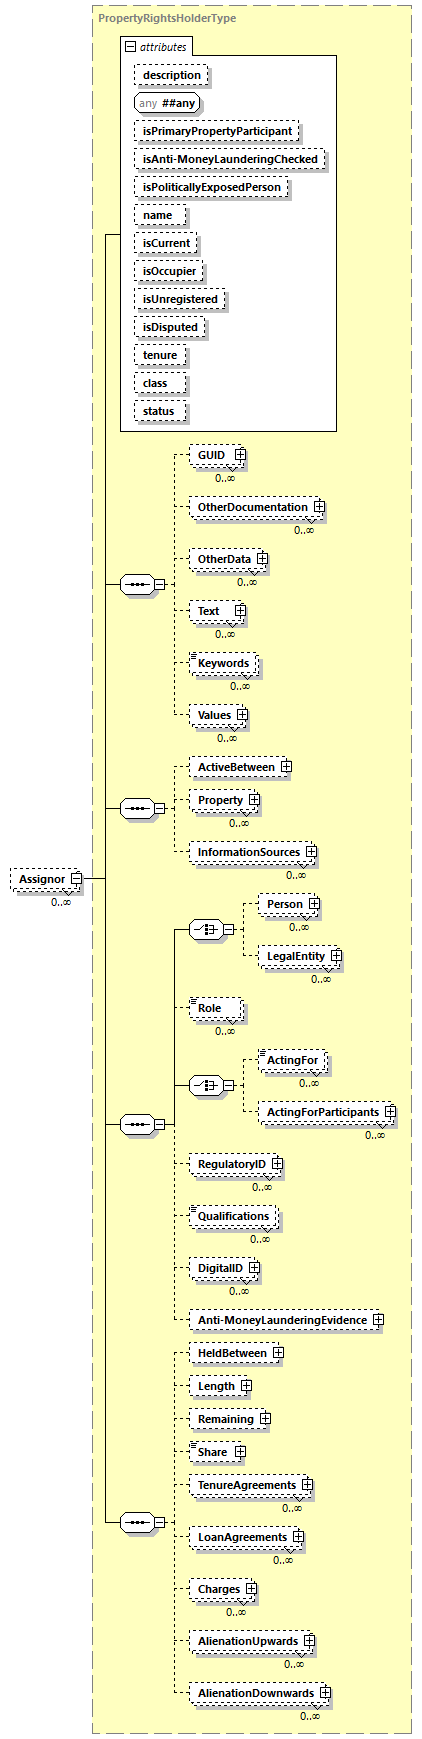 PropertyRightsHolderType
attributes
description
any ##any
isPrimaryPropertyParticipant
isAnti-MoneyLaunderingChecked
isPoliticallyExposedPerson
name
isCurrent
isOccupier
isUnregistered
isDisputed
tenure
class
status
GUID
0..∞
OtherDocumentation
0..∞
OtherData
0..∞
Text
0..∞
Keywords
0..∞
Values
0..∞
ActiveBetween
Property
0..∞
InformationSources
0..∞
Assignor
0..∞
Person
0..∞
LegalEntity
0..∞
Role
0..∞
ActingFor
0..∞
ActingForParticipants
0..∞
RegulatoryID
0..∞
Qualifications
0..∞
DigitalID
0..∞
Anti-MoneyLaunderingEvidence
HeldBetween
Length
Remaining
Share
TenureAgreements
0..∞
LoanAgreements
0..∞
Charges
0..∞
AlienationUpwards
0..∞
AlienationDownwards
0..∞